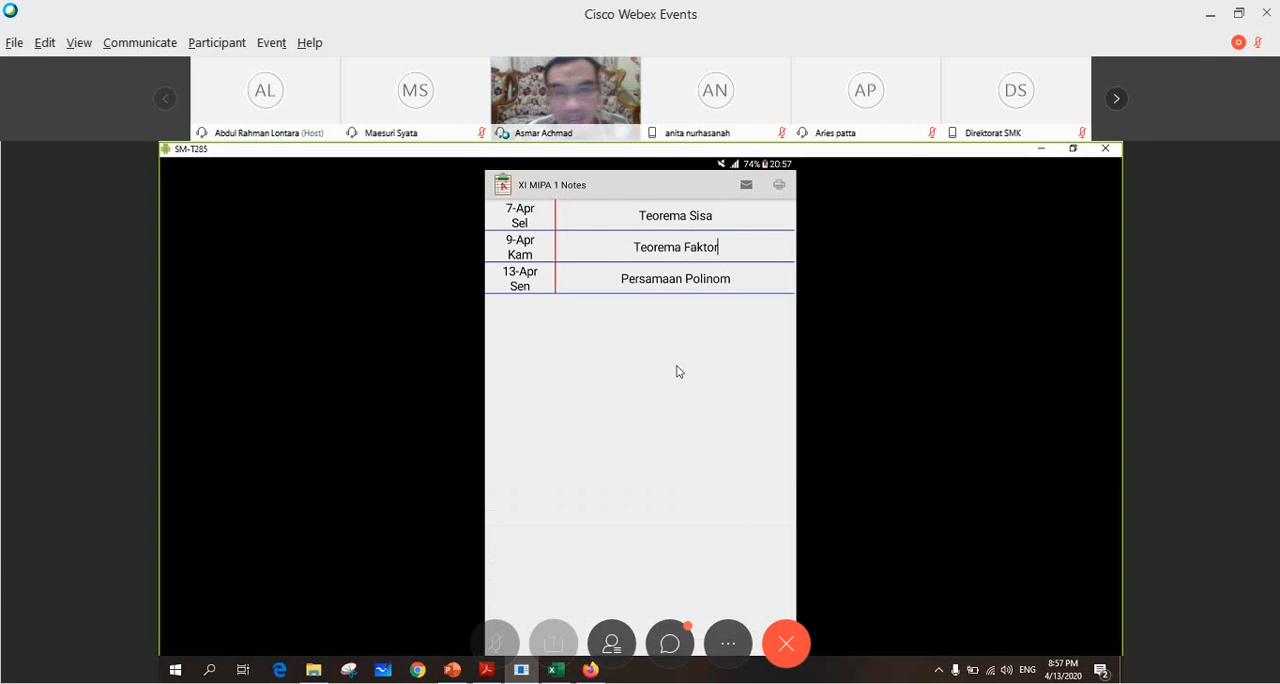 Cisco Webex Events
File Edit View Communicate Participant Event Help
AL MS AN AP DS
Abdul Rahman Lontara (Host) Maesuri Syata Asmar Achmad anita nurhasanah Aries patta Direktorat SMK
SM-T285
74% 20:57
XI MIPA 1 Notes
7-Apr
Sel
Teorema Sisa
9-Apr
Kam
Teorema Faktor
13-Apr
Sen
Persamaan Polinom
ENG
8:57 PM
4/13/2020
2